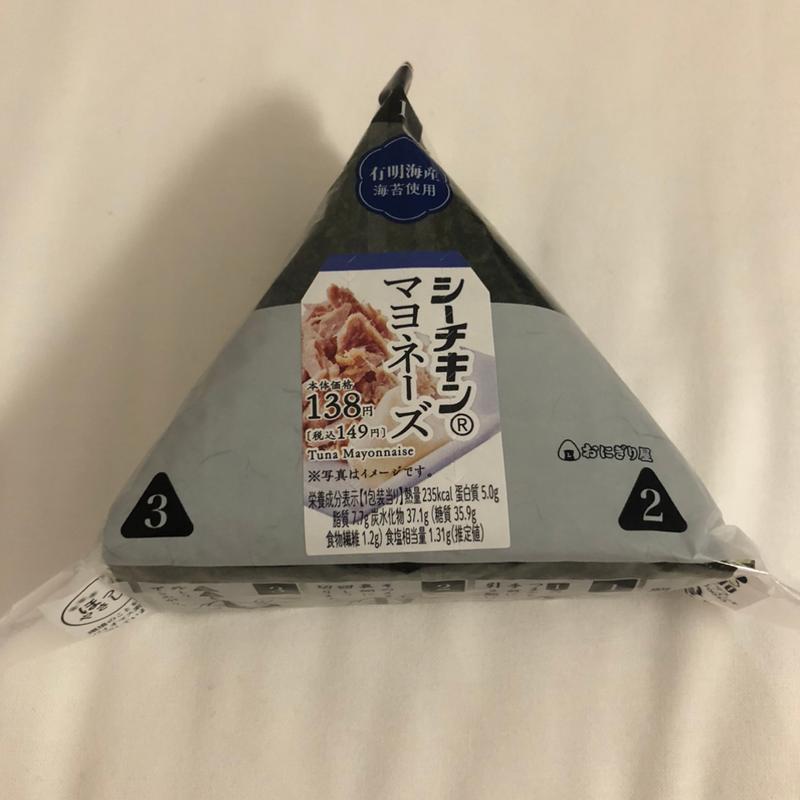 1
有明海産
海苔使用
シーチキン®
マヨネーズ
本体価格
138円
[税込149円]
Tuna Mayonnaise
※写真はイメージです。
栄養成分表示【1包装当り】熱量235kcal 蛋白質 5.0g
脂質 7.7g 炭水化物 37.1g (糖質 35.9g
食物繊維 1.2g) 食塩相当量 1.31g(推定値)
おにぎり屋
3
2
3
2
1